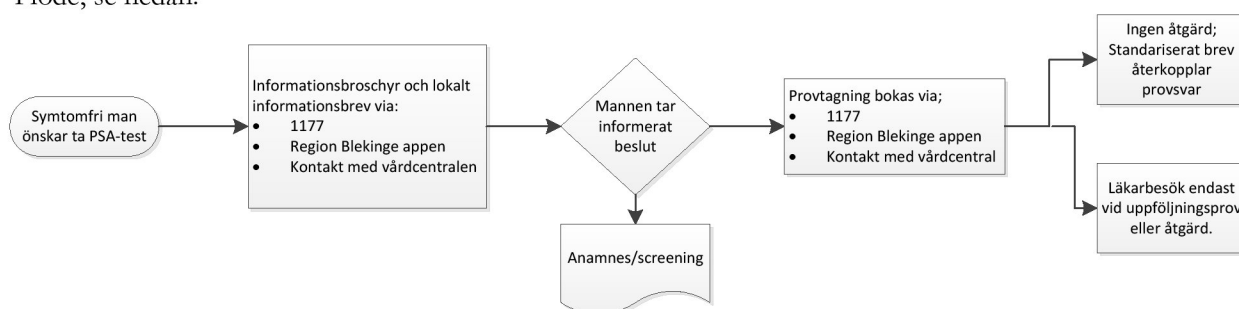 Flöde, se nedan.
Symtomfri man
önskar ta PSA-test
Informationsbroschyr och lokalt
informationsbrev via:
• 1177
• Region Blekinge appen
• Kontakt med vårdcentralen
Mannen tar
informerat
beslut
Anamnes/screening
Provtagning bokas via;
• 1177
• Region Blekinge appen
• Kontakt med vårdcentral
Ingen åtgärd;
Standariserat brev
återkopplar
provsvar
Läkarbesök endast
vid uppföljningsprov
eller åtgärd.